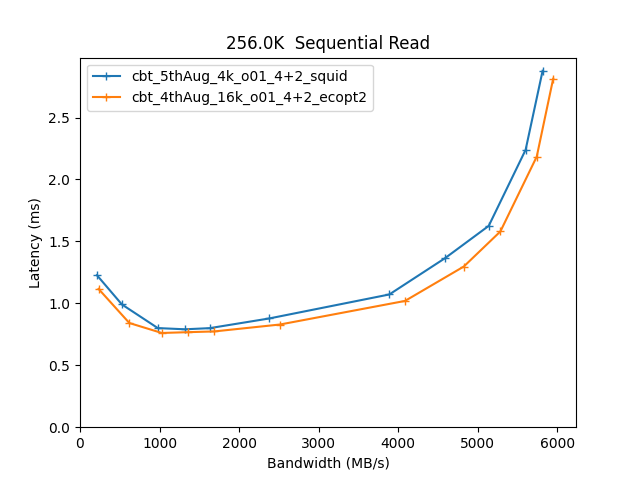 256.0K  Sequential Read
cbt_5thAug_4k_o01_4+2_squid
cbt_4thAug_16k_o01_4+2_ecopt2
Latency (ms)
2.5
2.0
1.5
1.0
0.5
0.0
0 1000 2000 3000 4000 5000 6000
Bandwidth (MB/s)